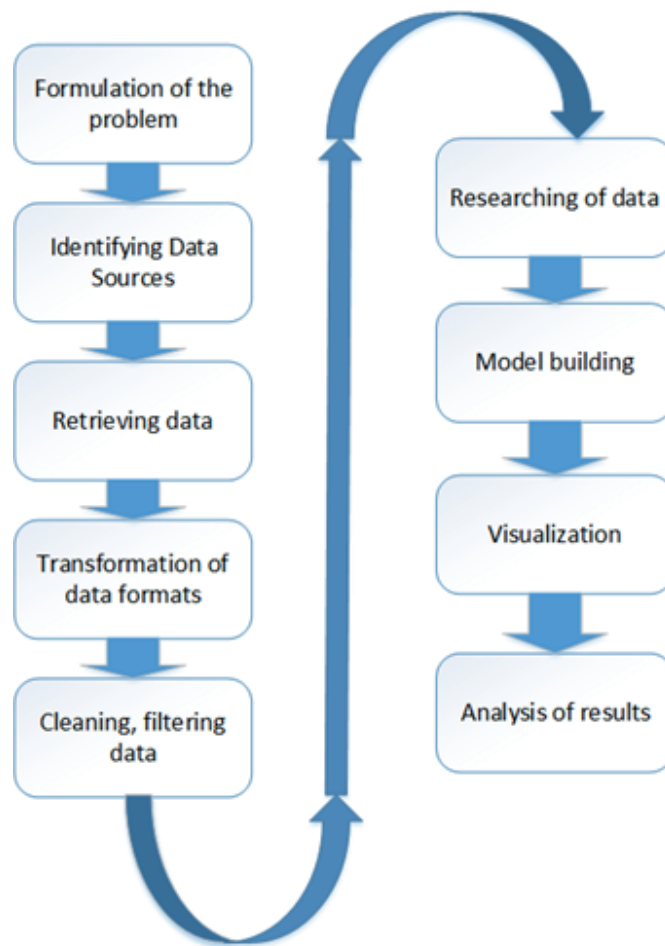 Formulation of the
problem
Identifying Data
Sources
Retrieving data
Transformation of
data formats
Cleaning, filtering
data
Researching of data
Model building
Visualization
Analysis of results